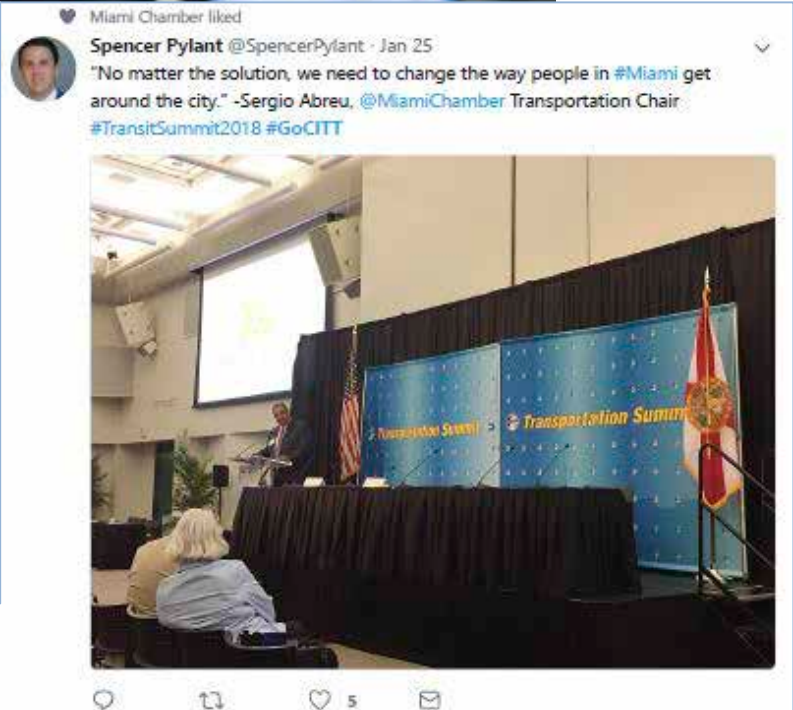 Miami Chamber liked
Spencer Pylant @SpencerPylant · Jan 25
"No matter the solution, we need to change the way people in #Miami get
around the city." -Sergio Abreu, @MiamiChamber Transportation Chair
#TransitSummit2018 #GoCITT
Transportation Summit
Transportation Summ
5